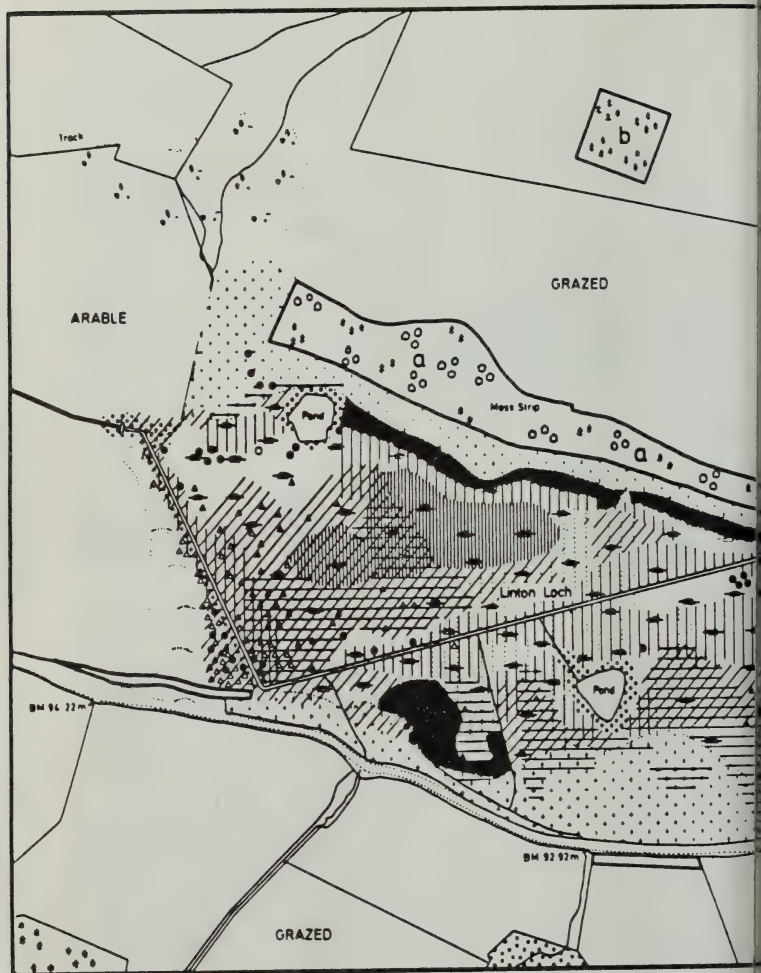 Track
b
GRAZED
ARABLE
a
Moss Strip
a
Pond
Linton Loch
Pond
BM 94.22m
BM 92.92m
GRAZED